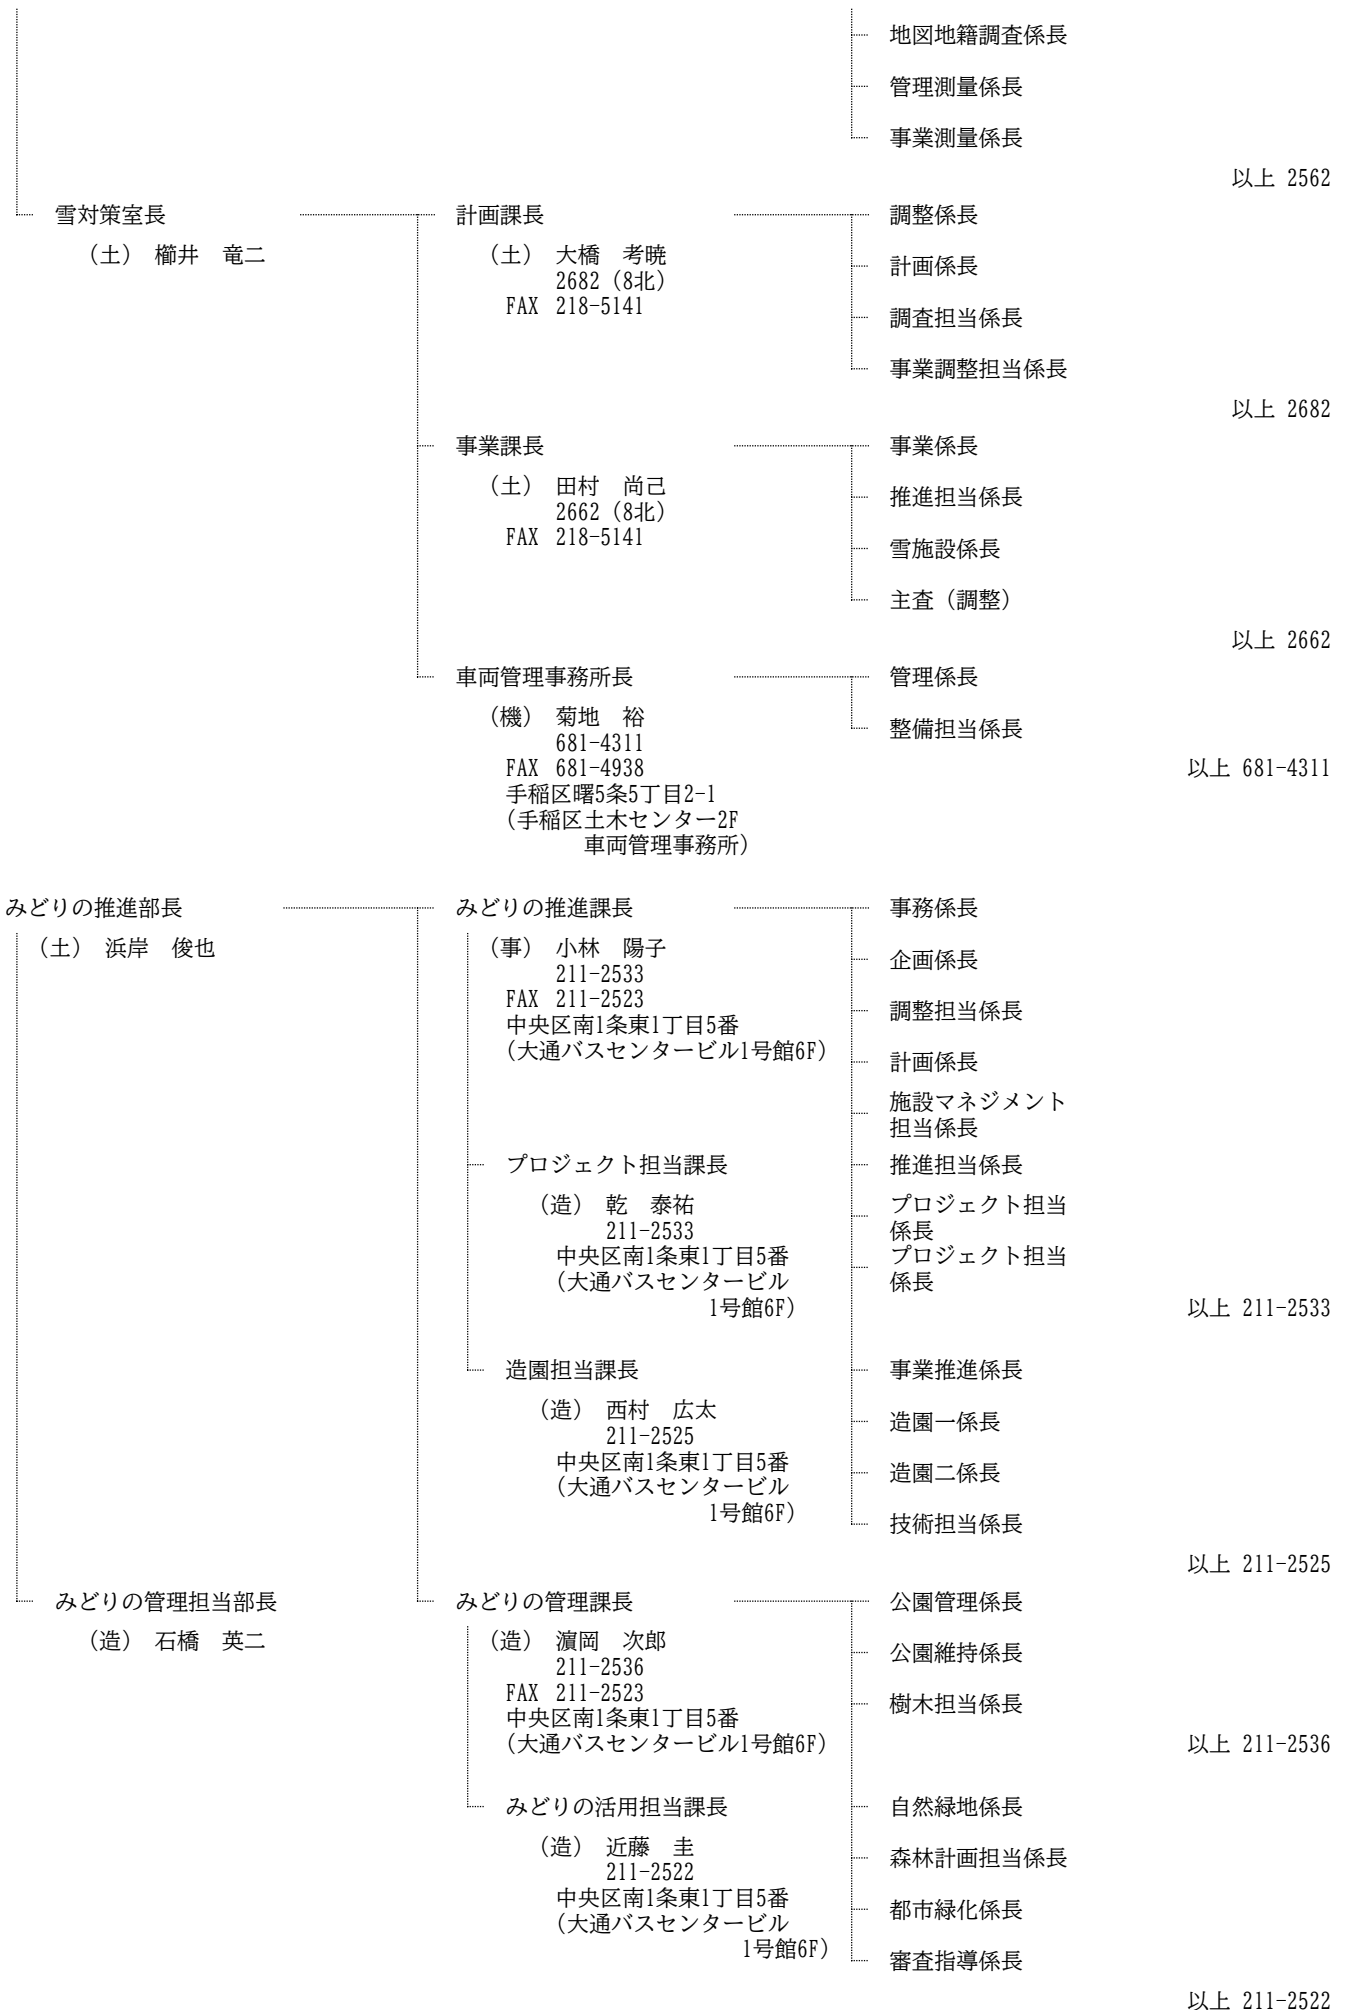 地図地籍調査係長
管理測量係長
事業測量係長
以上 2562
雪対策室長
（土） 櫛井　竜二
計画課長
（土） 大橋　考暁
2682（8北）
FAX 218-5141
調整係長
計画係長
調査担当係長
事業調整担当係長
以上 2682
事業課長
（土） 田村　尚己
2662（8北）
FAX 218-5141
事業係長
推進担当係長
雪施設係長
主査（調整）
以上 2662
車両管理事務所長
（機） 菊地　裕
681-4311
FAX 681-4938
手稲区曙5条5丁目2-1
（手稲区土木センター2F
車両管理事務所）
管理係長
整備担当係長
以上 681-4311
みどりの推進部長
（土） 浜岸　俊也
みどりの推進課長
（事） 小林　陽子
211-2533
FAX 211-2523
中央区南1条東1丁目5番
（大通バスセンタービル1号館6F）
事務係長
企画係長
調整担当係長
計画係長
施設マネジメント
担当係長
プロジェクト担当課長
（造） 乾　泰祐
211-2533
中央区南1条東1丁目5番
（大通バスセンタービル
1号館6F）
推進担当係長
プロジェクト担当
係長
プロジェクト担当
係長
以上 211-2533
造園担当課長
（造） 西村　広太
211-2525
中央区南1条東1丁目5番
（大通バスセンタービル
1号館6F）
事業推進係長
造園一係長
造園二係長
技術担当係長
以上 211-2525
みどりの管理担当部長
（造） 石橋　英二
みどりの管理課長
（造） 濵岡　次郎
211-2536
FAX 211-2523
中央区南1条東1丁目5番
（大通バスセンタービル1号館6F）
公園管理係長
公園維持係長
樹木担当係長
以上 211-2536
みどりの活用担当課長
（造） 近藤　圭
211-2522
中央区南1条東1丁目5番
（大通バスセンタービル
1号館6F）
自然緑地係長
森林計画担当係長
都市緑化係長
審査指導係長
以上 211-2522